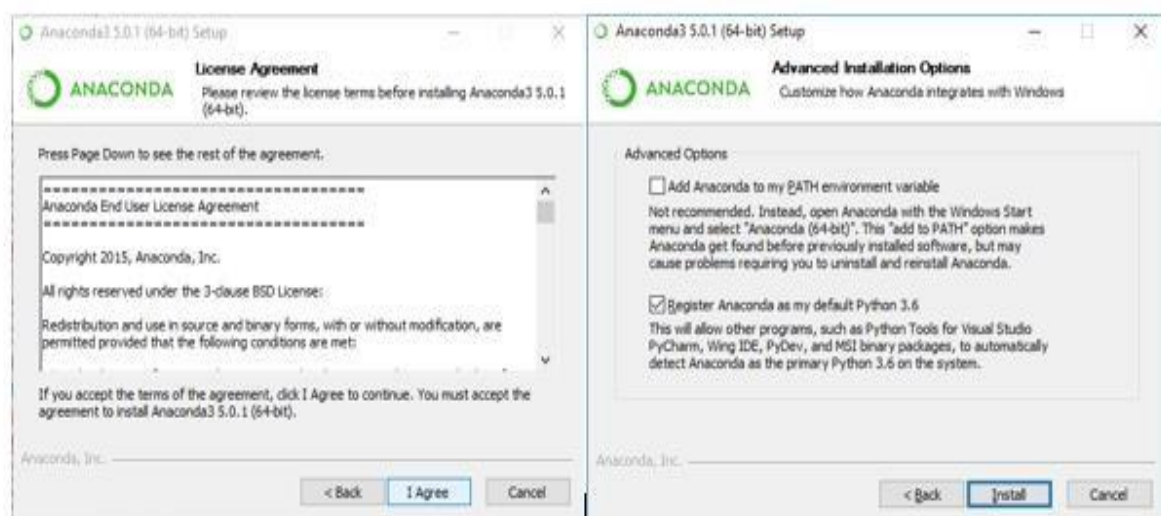 Anaconda3 5.0.1 (64-bit) Setup
ANACONDA
License Agreement
Please review the license terms before installing Anaconda3 5.0.1
(64-bit).
Press Page Down to see the rest of the agreement.
====================================
Anaconda End User License Agreement
====================================
Copyright 2015, Anaconda, Inc.
All rights reserved under the 3-clause BSD License:
Redistribution and use in source and binary forms, with or without modification, are
permitted provided that the following conditions are met:
If you accept the terms of the agreement, click I Agree to continue. You must accept the
agreement to install Anaconda3 5.0.1 (64-bit).
Anaconda, Inc.
< Back
I Agree
Cancel
Anaconda3 5.0.1 (64-bit) Setup
ANACONDA
Advanced Installation Options
Customize how Anaconda integrates with Windows
Advanced Options
Add Anaconda to my PATH environment variable
Not recommended. Instead, open Anaconda with the Windows Start
menu and select "Anaconda (64-bit)". This "add to PATH" option makes
Anaconda get found before previously installed software, but may
cause problems requiring you to uninstall and reinstall Anaconda.
Register Anaconda as my default Python 3.6
This will allow other programs, such as Python Tools for Visual Studio
PyCharm, Wing IDE, PyDev, and MSI binary packages, to automatically
detect Anaconda as the primary Python 3.6 on the system.
Anaconda, Inc.
< Back
Install
Cancel